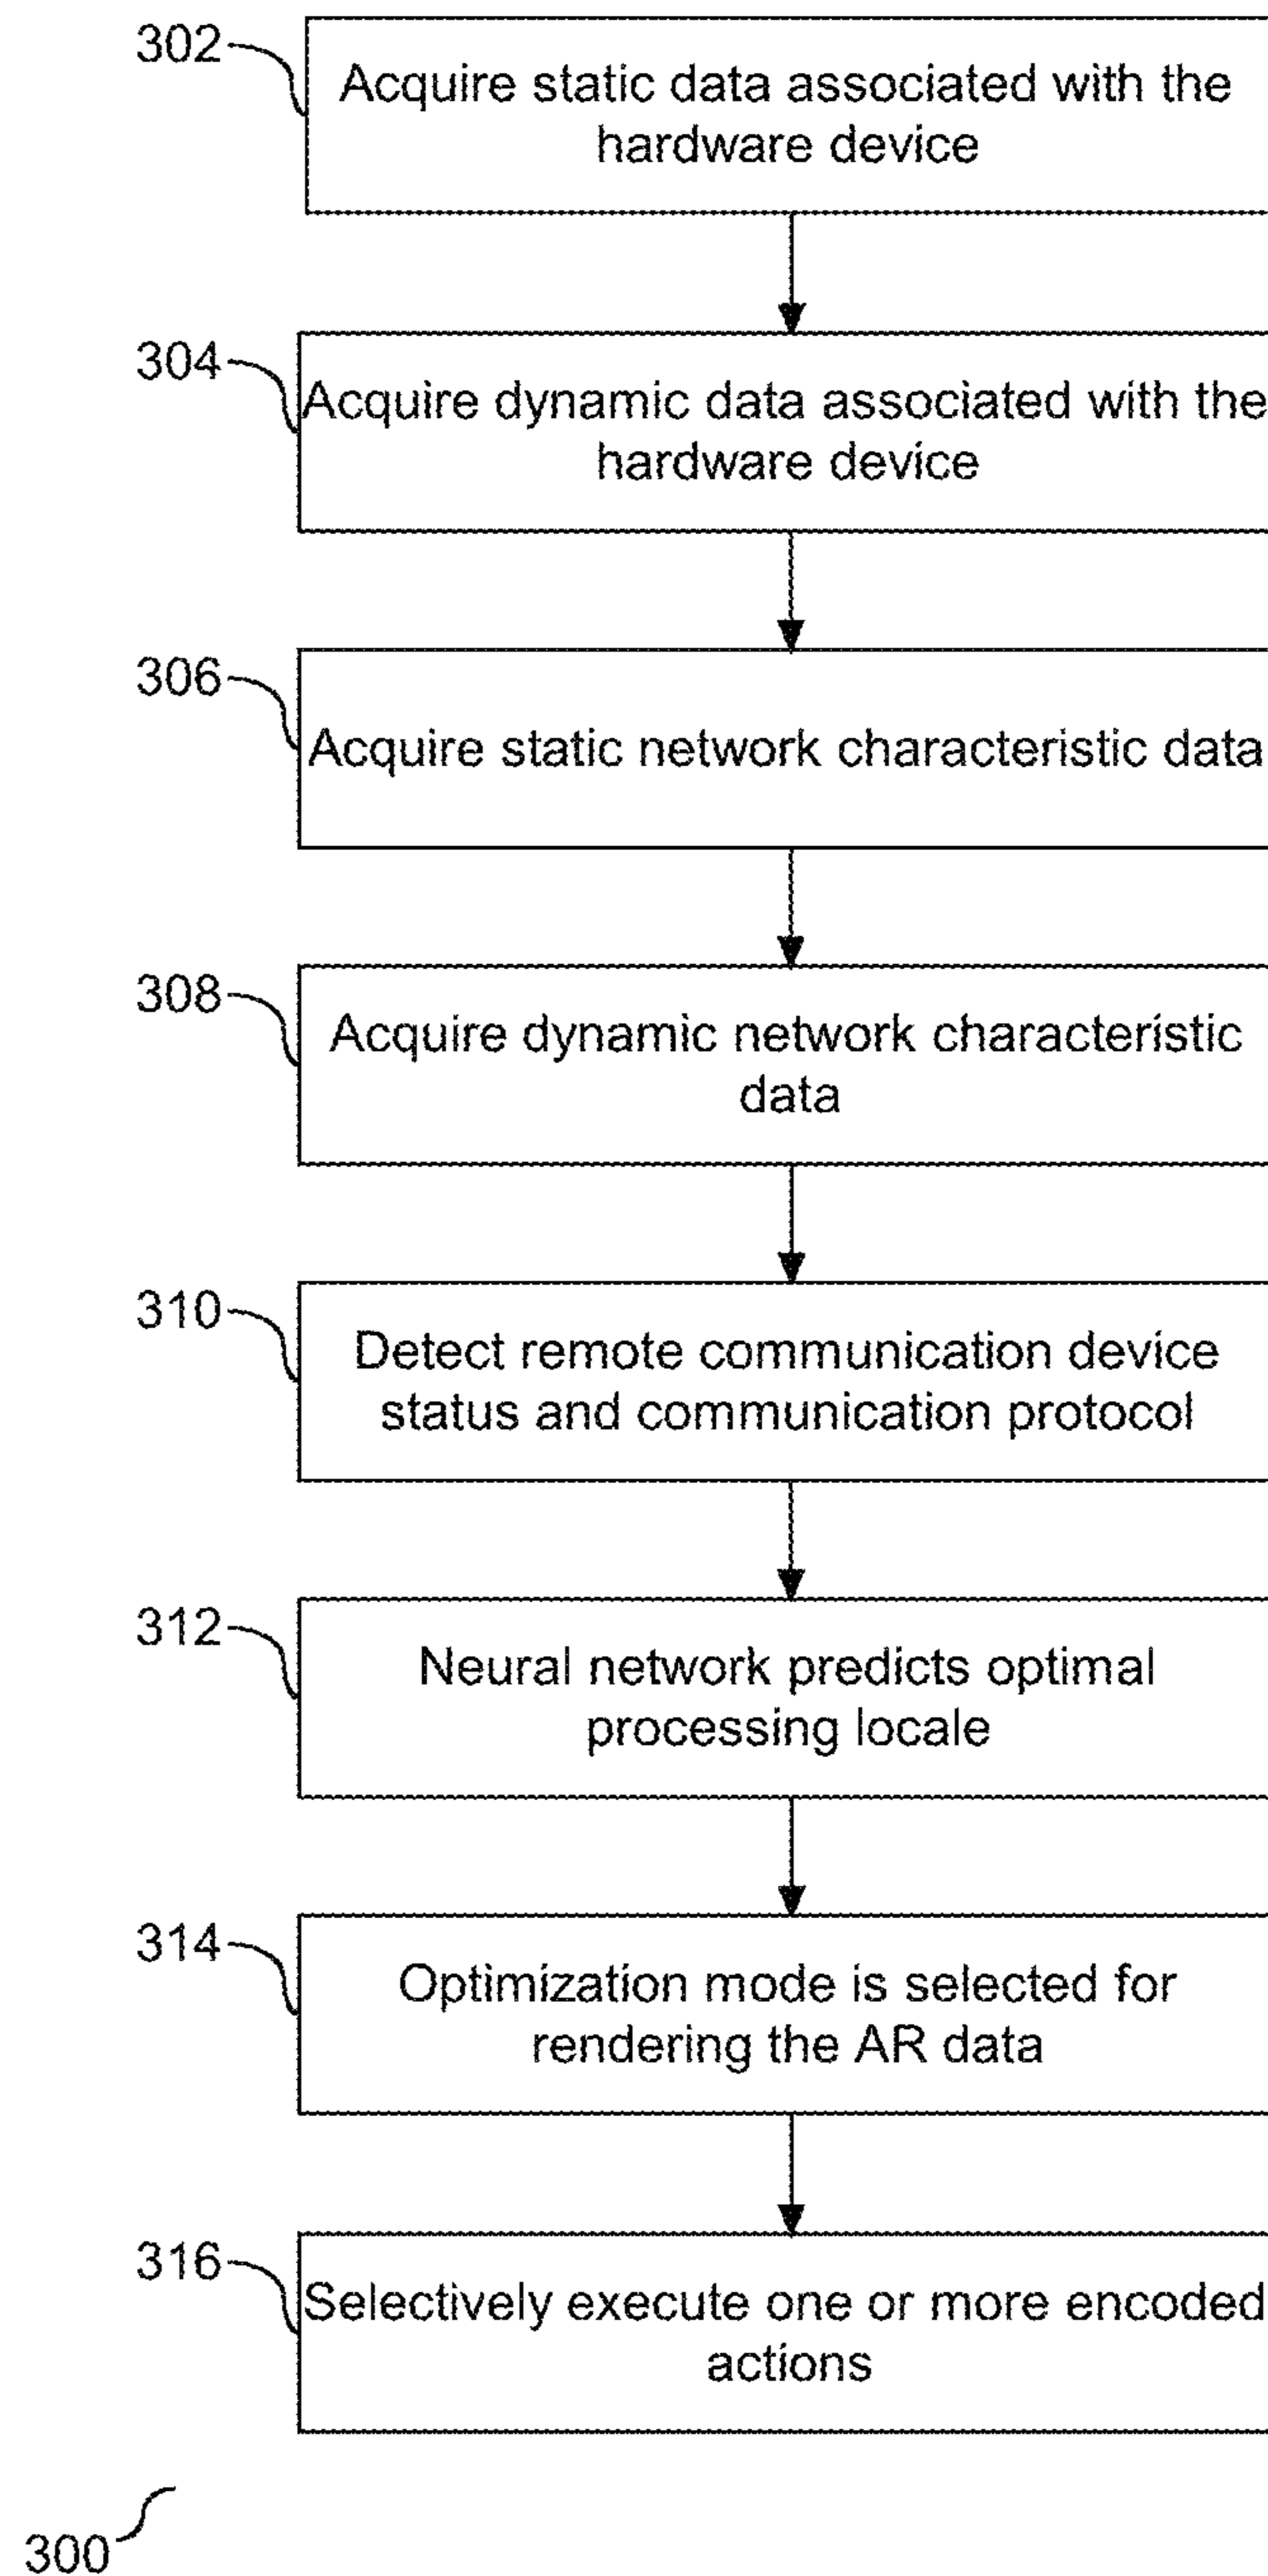 302
Acquire static data associated with the
hardware device
304
Acquire dynamic data associated with the
hardware device
306
Acquire static network characteristic data
308
Acquire dynamic network characteristic
data
310
Detect remote communication device
status and communication protocol
312
Neural network predicts optimal
processing locale
314
Optimization mode is selected for
rendering the AR data
316
Selectively execute one or more encoded
actions
300